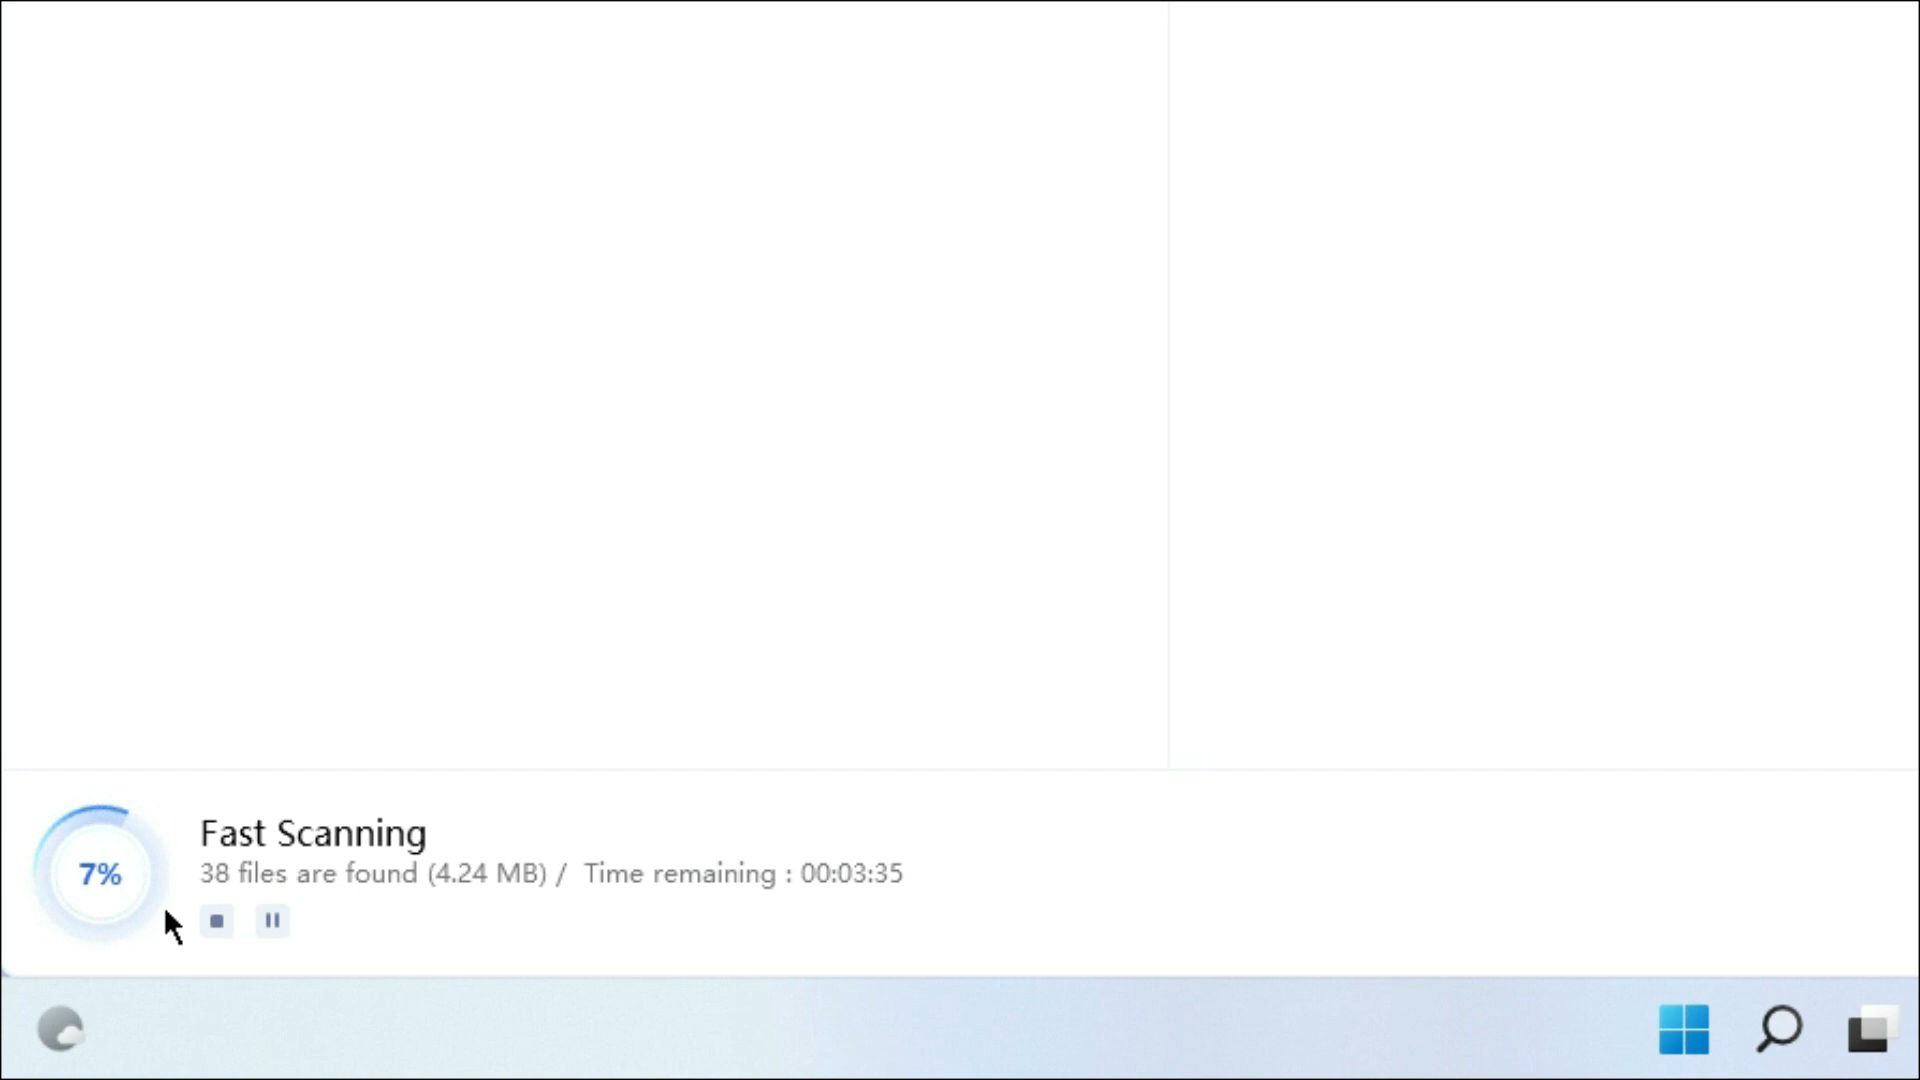 Fast Scanning
7%
38 files are found (4.24 MB) / Time remaining : 00:03:35